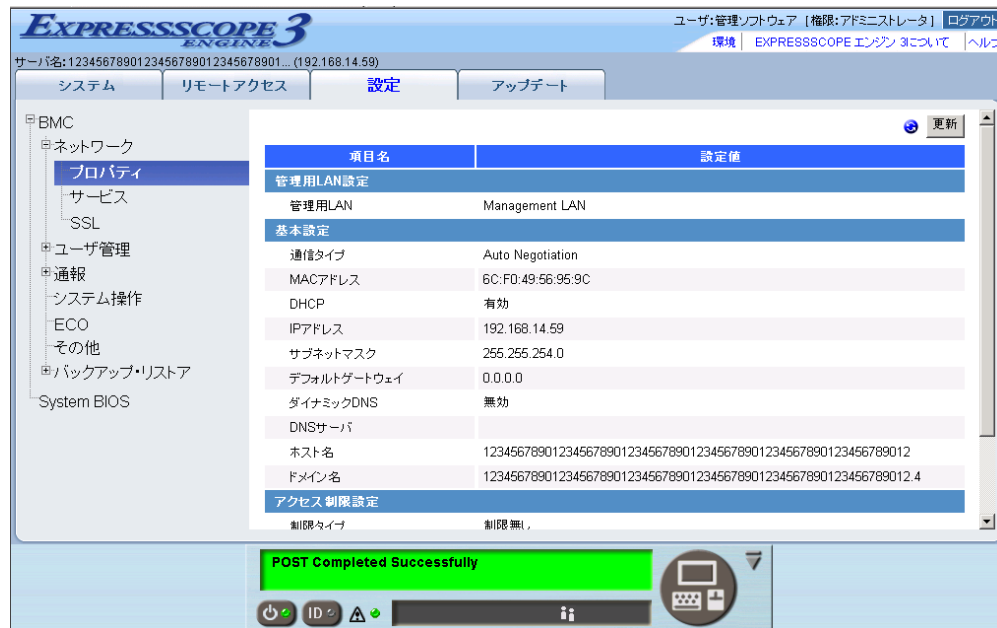 EXPRESSSCOPE
ENGINE 3
ユーザ:管理ソフトウェア [権限:アドミニストレータ] ログアウト
環境 EXPRESSSCOPE エンジン 3について ヘルプ
サーバ名:1234567890123456789012345678901... (192.168.14.59)
システム リモートアクセス 設定 アップデート
BMC
ネットワーク
プロパティ
サービス
SSL
ユーザ管理
通報
システム操作
ECO
その他
バックアップ・リストア
System BIOS
更新
項目名 設定値
管理用LAN設定
管理用LAN Management LAN
基本設定
通信タイプ Auto Negotiation
MACアドレス 6C:F0:49:56:95:9C
DHCP 有効
IPアドレス 192.168.14.59
サブネットマスク 255.255.254.0
デフォルトゲートウェイ 0.0.0.0
ダイナミックDNS 無効
DNSサーバ
ホスト名 12345678901234567890123456789012345678901234567890123456789012
ドメイン名 12345678901234567890123456789012345678901234567890123456789012.4
アクセス制限設定
制限タイプ 制限無し
POST Completed Successfully
ID